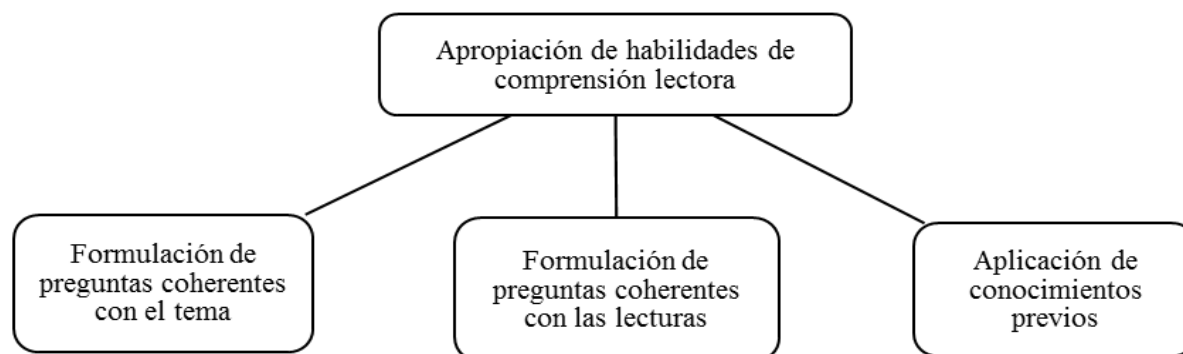 Apropiación de habilidades de
comprensión lectora
Formulación de
preguntas coherentes
con el tema
Formulación de
preguntas coherentes
con las lecturas
Aplicación de
conocimientos
previos